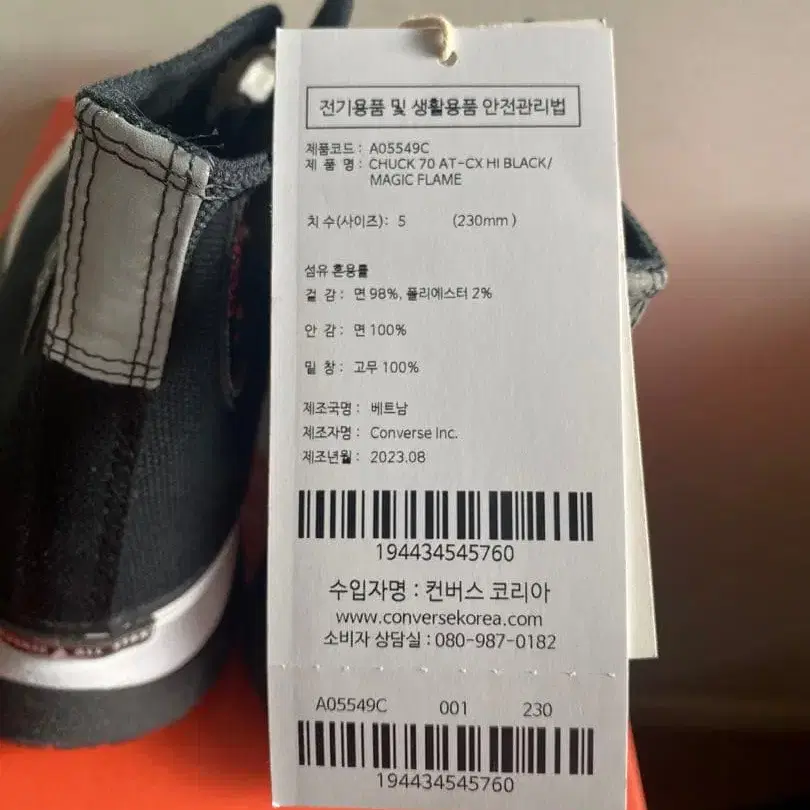 전기용품 및 생활용품 안전관리법
제품코드 : A05549C
제 품 명 : CHUCK 70 AT-CX HI BLACK/
MAGIC FLAME
치 수(사이즈) : 5 (230mm)
섬유 혼용률
겉 감 : 면 98%, 폴리에스터 2%
안 감 : 면 100%
밑 창 : 고무 100%
제조국명 : 베트남
제조자명 : Converse Inc.
제조년월 : 2023.08
194434545760
수입자명 : 컨버스 코리아
www.conversekorea.com
소비자 상담실 : 080-987-0182
A05549C 001 230
194434545760